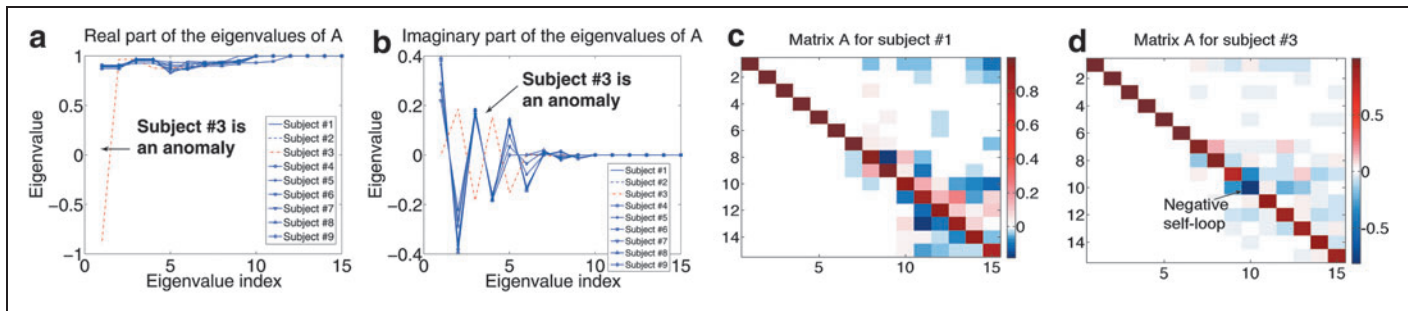 a
Real part of the eigenvalues of A
1
0.5
0
−0.5
−1
Eigenvalue
Subject #3 is
an anomaly
Subject #1
Subject #2
Subject #3
Subject #4
Subject #5
Subject #6
Subject #7
Subject #8
Subject #9
0 5 10 15
Eigenvalue index
b
Imaginary part of the eigenvalues of A
0.4
0.2
0
−0.2
−0.4
Eigenvalue
Subject #3 is
an anomaly
Subject #1
Subject #2
Subject #3
Subject #4
Subject #5
Subject #6
Subject #7
Subject #8
Subject #9
0 5 10 15
Eigenvalue index
c
Matrix A for subject #1
2
4
6
8
10
12
14
5 10 15
0.8
0.6
0.4
0.2
0
d
Matrix A for subject #3
2
4
6
8
10
12
14
Negative
self-loop
5 10 15
0.5
0
−0.5